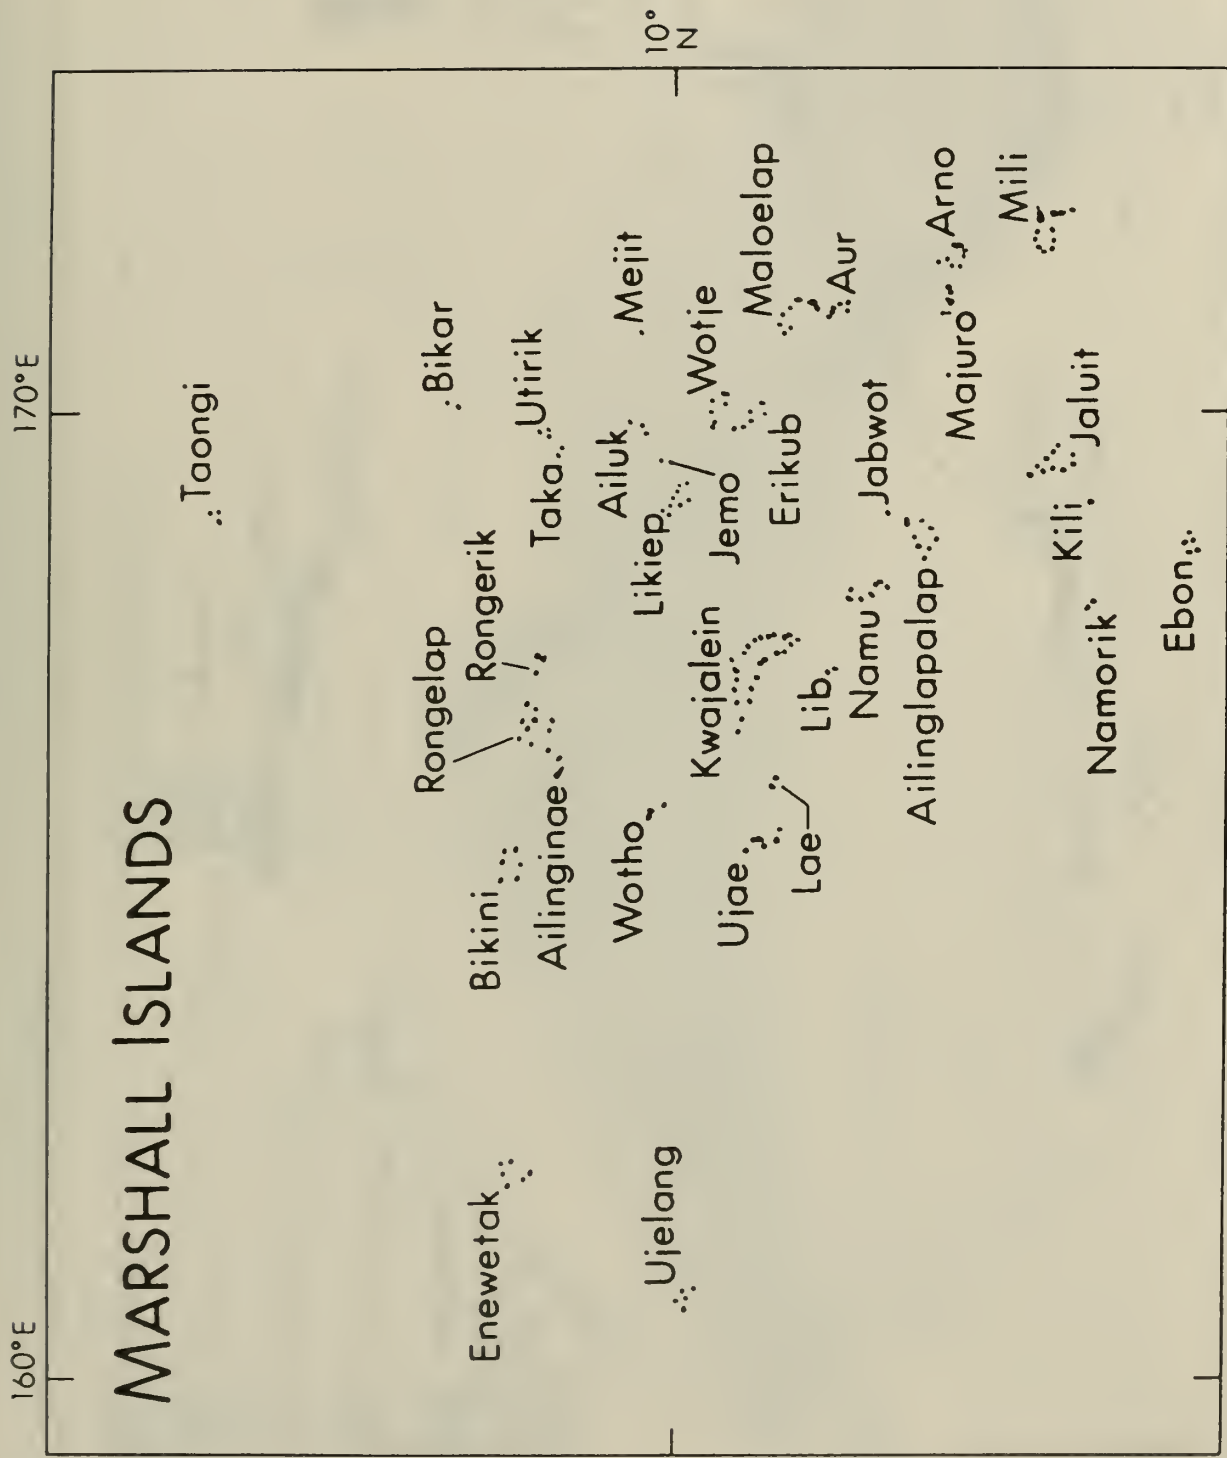 160°E
170°E
MARSHALL ISLANDS
Taongi
Bikar
Enewetak
Bikini
Rongelap
Rongerik
Utirik
Taka
Ailinginae
Ujelang
Wotho
Likiep
Ailuk
Mejit
10°
N
Ujae
Kwajalein
Jemo
Wotje
Lae
Lib
Erikub
Maloelap
Namu
Jabwot
Aur
Ailinglapalap
Majuro
Arno
Namorik
Kili
Jaluit
Mili
Ebon